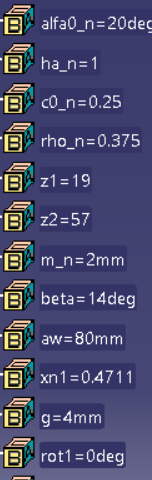 alfa0_n=20deg
ha_n=1
c0_n=0.25
rho_n=0.375
z1=19
z2=57
m_n=2mm
beta=14deg
aw=80mm
xn1=0.4711
g=4mm
rot1=0deg